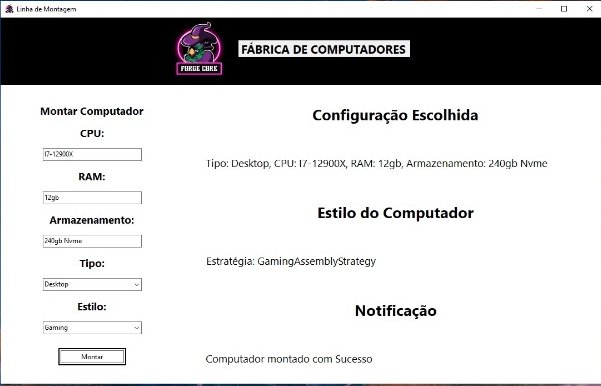 Linha de Montagem
FORGE CORE
FÁBRICA DE COMPUTADORES
Montar Computador
CPU:
I7-12900X
RAM:
12gb
Armazenamento:
240gb Nvme
Tipo:
Desktop
Estilo:
Gaming
Montar
Configuração Escolhida
Tipo: Desktop, CPU: I7-12900X, RAM: 12gb, Armazenamento: 240gb Nvme
Estilo do Computador
Estratégia: GamingAssemblyStrategy
Notificação
Computador montado com Sucesso